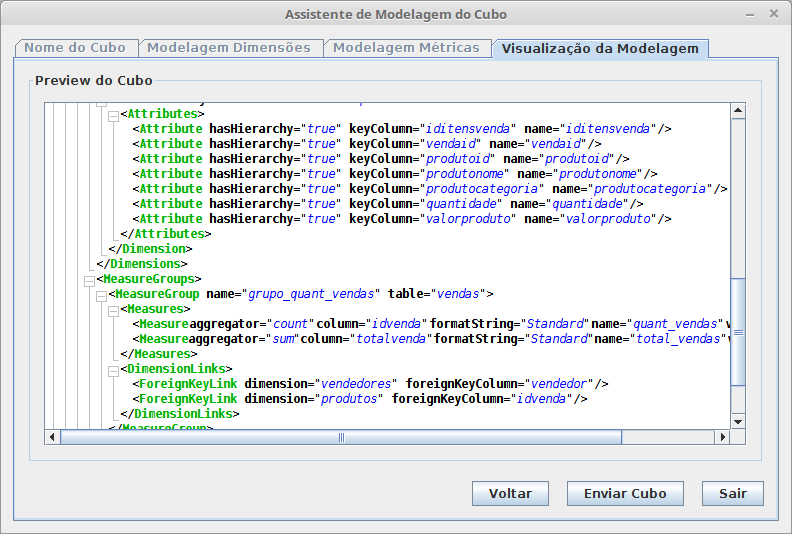 Assistente de Modelagem do Cubo
Nome do Cubo Modelagem Dimensões Modelagem Métricas Visualização da Modelagem
Preview do Cubo
<Attributes>
<Attribute hasHierarchy="true" keyColumn="iditensvenda" name="iditensvenda"/>
<Attribute hasHierarchy="true" keyColumn="vendaid" name="vendaid"/>
<Attribute hasHierarchy="true" keyColumn="produtoid" name="produtoid"/>
<Attribute hasHierarchy="true" keyColumn="produtonome" name="produtonome"/>
<Attribute hasHierarchy="true" keyColumn="produtocategoria" name="produtocategoria"/>
<Attribute hasHierarchy="true" keyColumn="quantidade" name="quantidade"/>
<Attribute hasHierarchy="true" keyColumn="valorproduto" name="valorproduto"/>
</Attributes>
</Dimension>
</Dimensions>
<MeasureGroups>
<MeasureGroup name="grupo_quant_vendas" table="vendas">
<Measures>
<Measureaggregator="count"column="idvenda"formatString="Standard"name="quant_vendas"v
<Measureaggregator="sum"column="totalvenda"formatString="Standard"name="total_vendas"v
</Measures>
<DimensionLinks>
<ForeignKeyLink dimension="vendedores" foreignKeyColumn="vendedor"/>
<ForeignKeyLink dimension="produtos" foreignKeyColumn="idvenda"/>
</DimensionLinks>
</MeasureGroup>
Voltar Enviar Cubo Sair